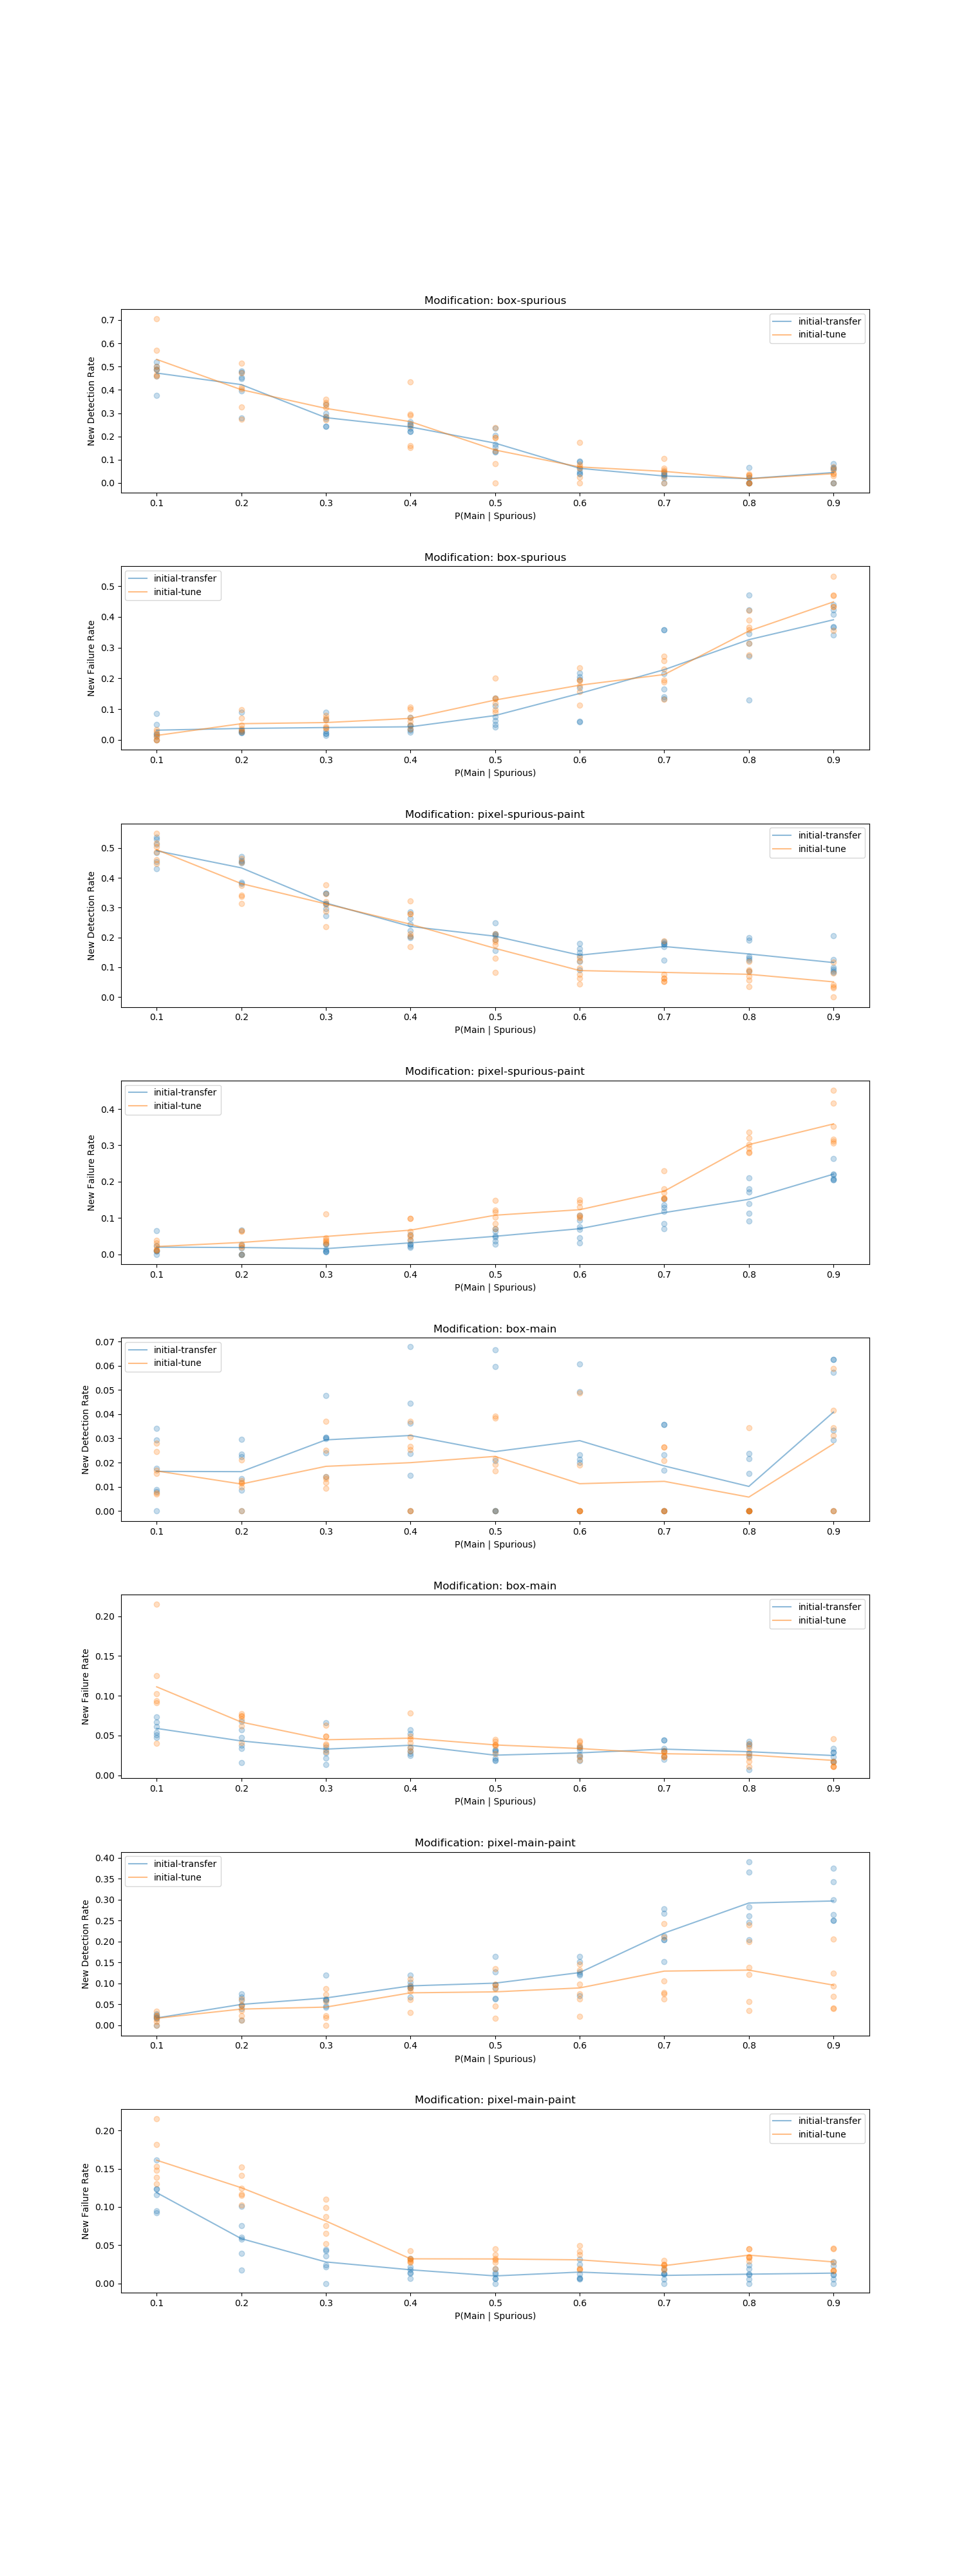 Modification: box-spurious
New Detection Rate
0.7
0.6
0.5
0.4
0.3
0.2
0.1
0.0
initial-transfer
initial-tune
0.1 0.2 0.3 0.4 0.5 0.6 0.7 0.8 0.9
P(Main | Spurious)
Modification: box-spurious
New Failure Rate
0.5
0.4
0.3
0.2
0.1
0.0
initial-transfer
initial-tune
0.1 0.2 0.3 0.4 0.5 0.6 0.7 0.8 0.9
P(Main | Spurious)
Modification: pixel-spurious-paint
New Detection Rate
0.5
0.4
0.3
0.2
0.1
0.0
initial-transfer
initial-tune
0.1 0.2 0.3 0.4 0.5 0.6 0.7 0.8 0.9
P(Main | Spurious)
Modification: pixel-spurious-paint
New Failure Rate
0.4
0.3
0.2
0.1
0.0
initial-transfer
initial-tune
0.1 0.2 0.3 0.4 0.5 0.6 0.7 0.8 0.9
P(Main | Spurious)
Modification: box-main
New Detection Rate
0.07
0.06
0.05
0.04
0.03
0.02
0.01
0.00
initial-transfer
initial-tune
0.1 0.2 0.3 0.4 0.5 0.6 0.7 0.8 0.9
P(Main | Spurious)
Modification: box-main
New Failure Rate
0.20
0.15
0.10
0.05
0.00
initial-transfer
initial-tune
0.1 0.2 0.3 0.4 0.5 0.6 0.7 0.8 0.9
P(Main | Spurious)
Modification: pixel-main-paint
New Detection Rate
0.40
0.35
0.30
0.25
0.20
0.15
0.10
0.05
0.00
initial-transfer
initial-tune
0.1 0.2 0.3 0.4 0.5 0.6 0.7 0.8 0.9
P(Main | Spurious)
Modification: pixel-main-paint
New Failure Rate
0.20
0.15
0.10
0.05
0.00
initial-transfer
initial-tune
0.1 0.2 0.3 0.4 0.5 0.6 0.7 0.8 0.9
P(Main | Spurious)